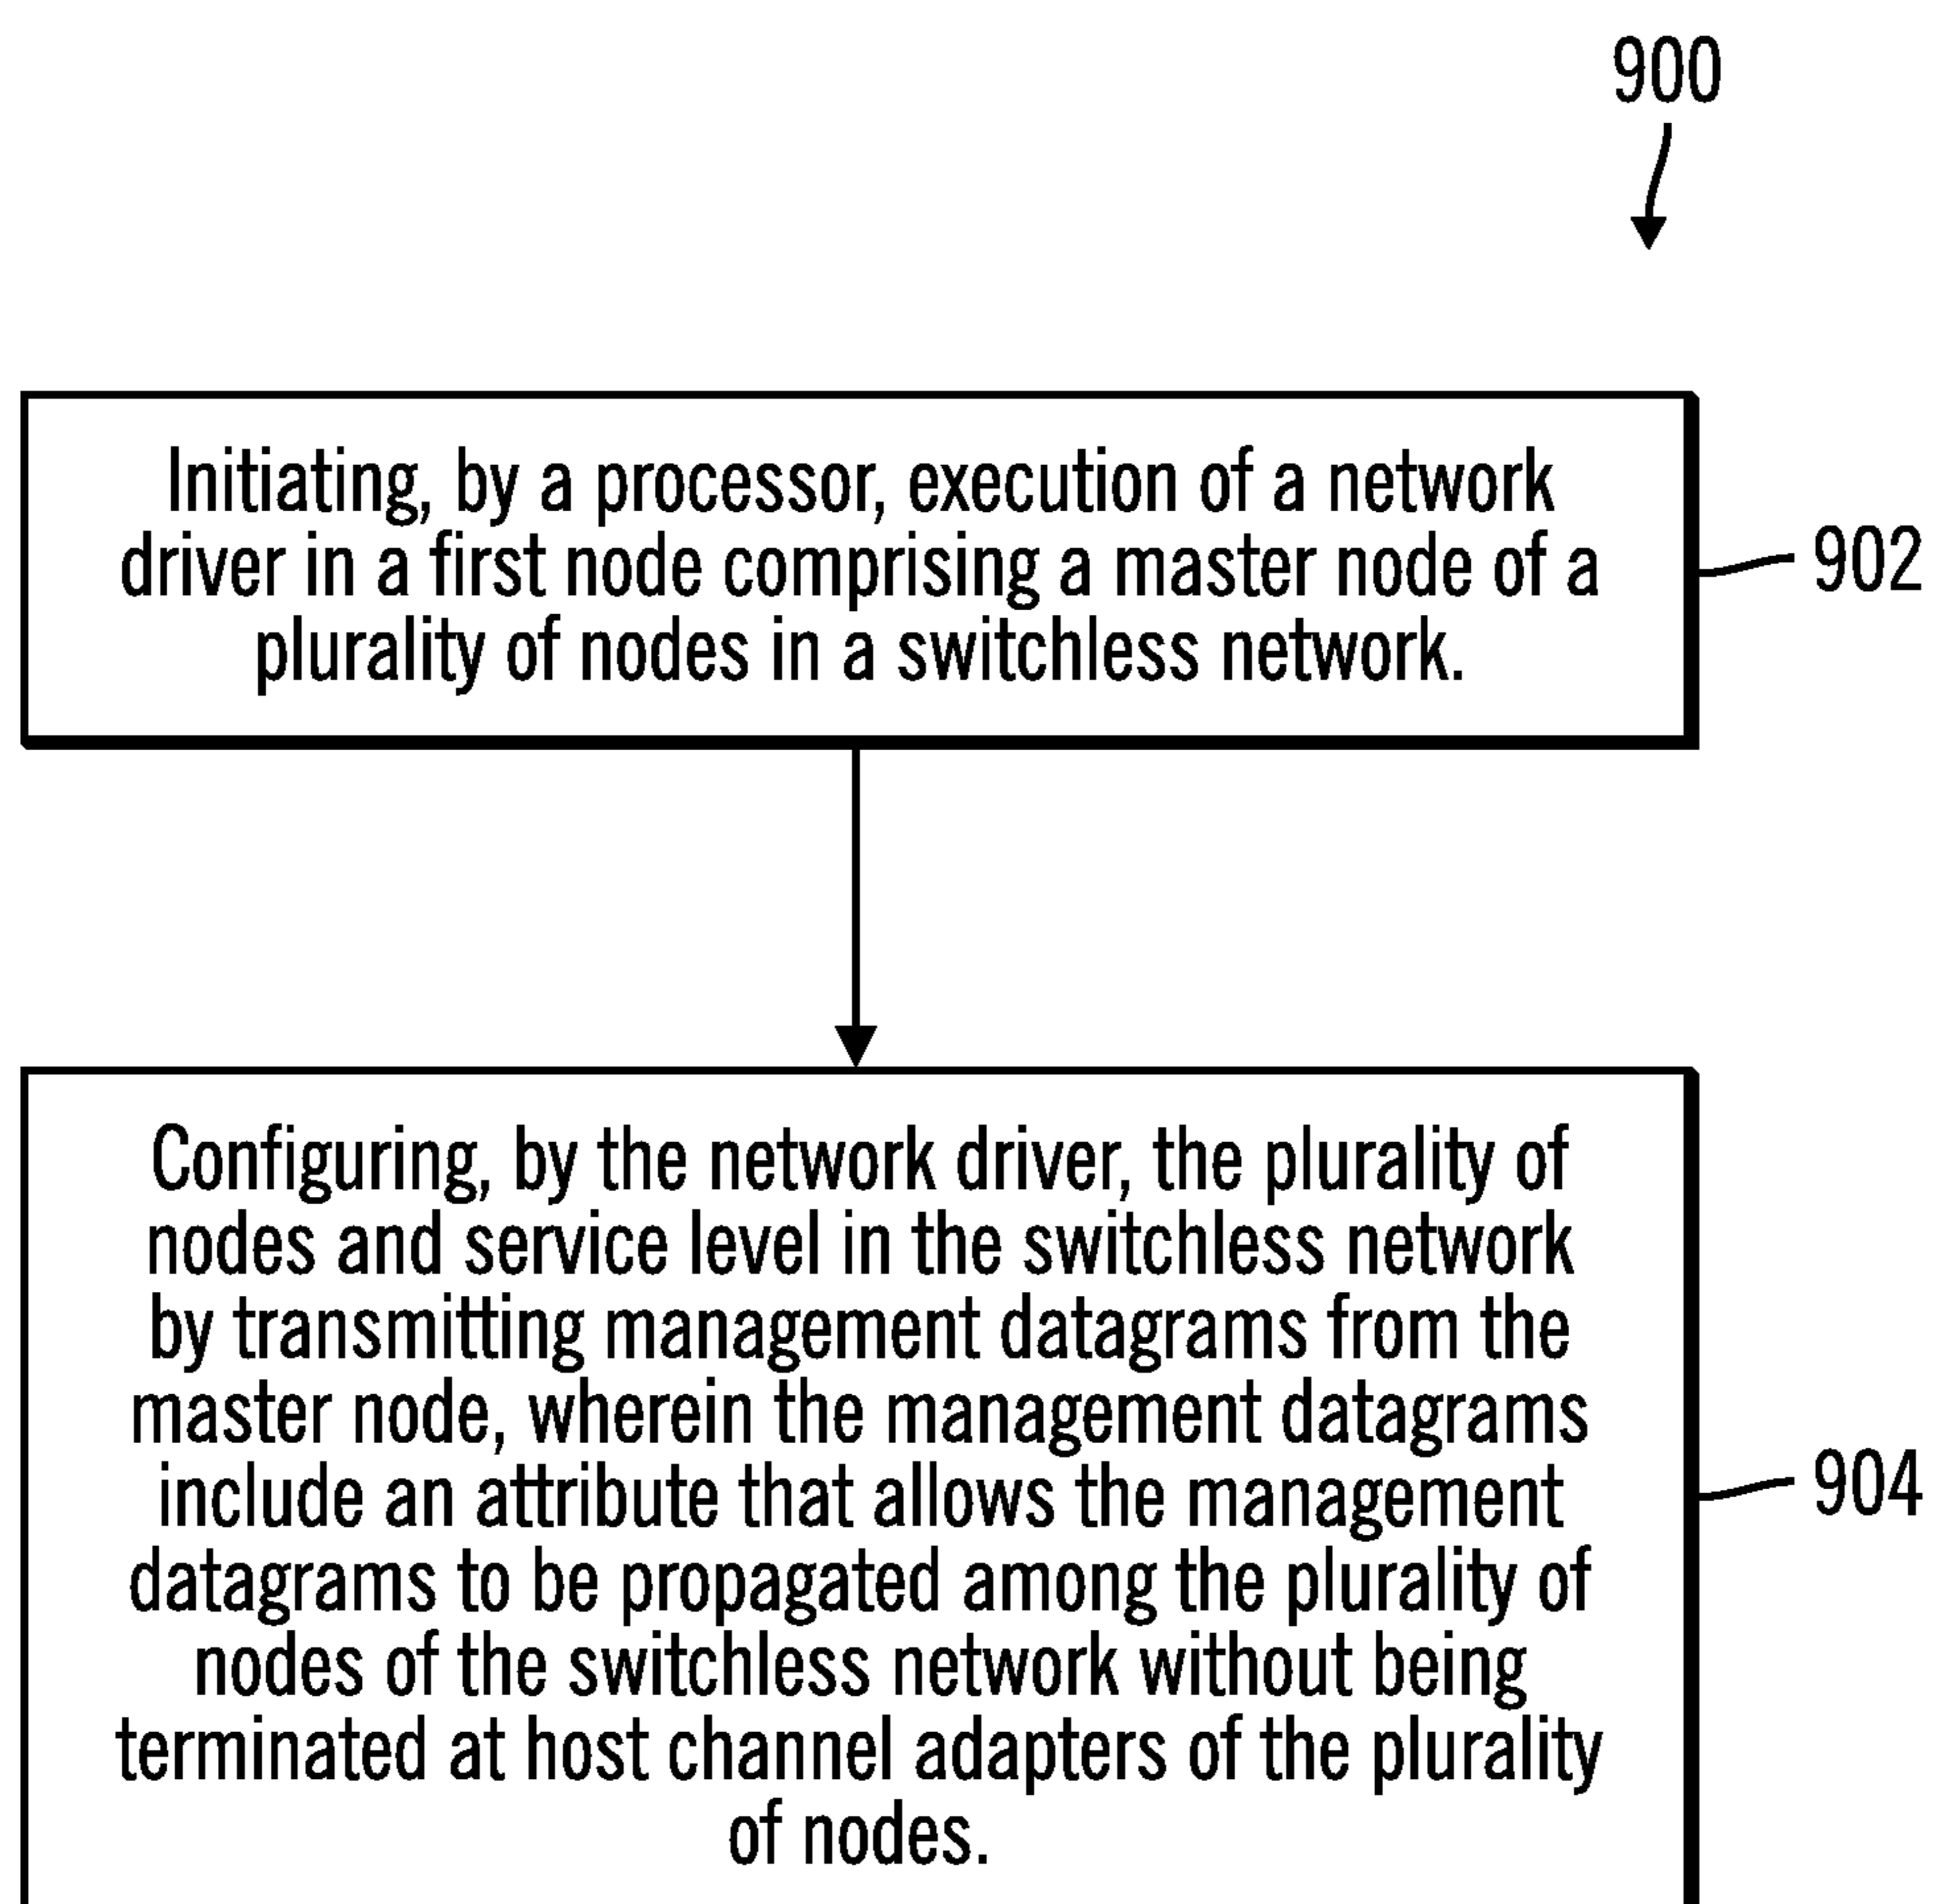 900
Initiating, by a processor, execution of a network
driver in a first node comprising a master node of a
plurality of nodes in a switchless network.
902
Configuring, by the network driver, the plurality of
nodes and service level in the switchless network
by transmitting management datagrams from the
master node, wherein the management datagrams
include an attribute that allows the management
datagrams to be propagated among the plurality of
nodes of the switchless network without being
terminated at host channel adapters of the plurality
of nodes.
904